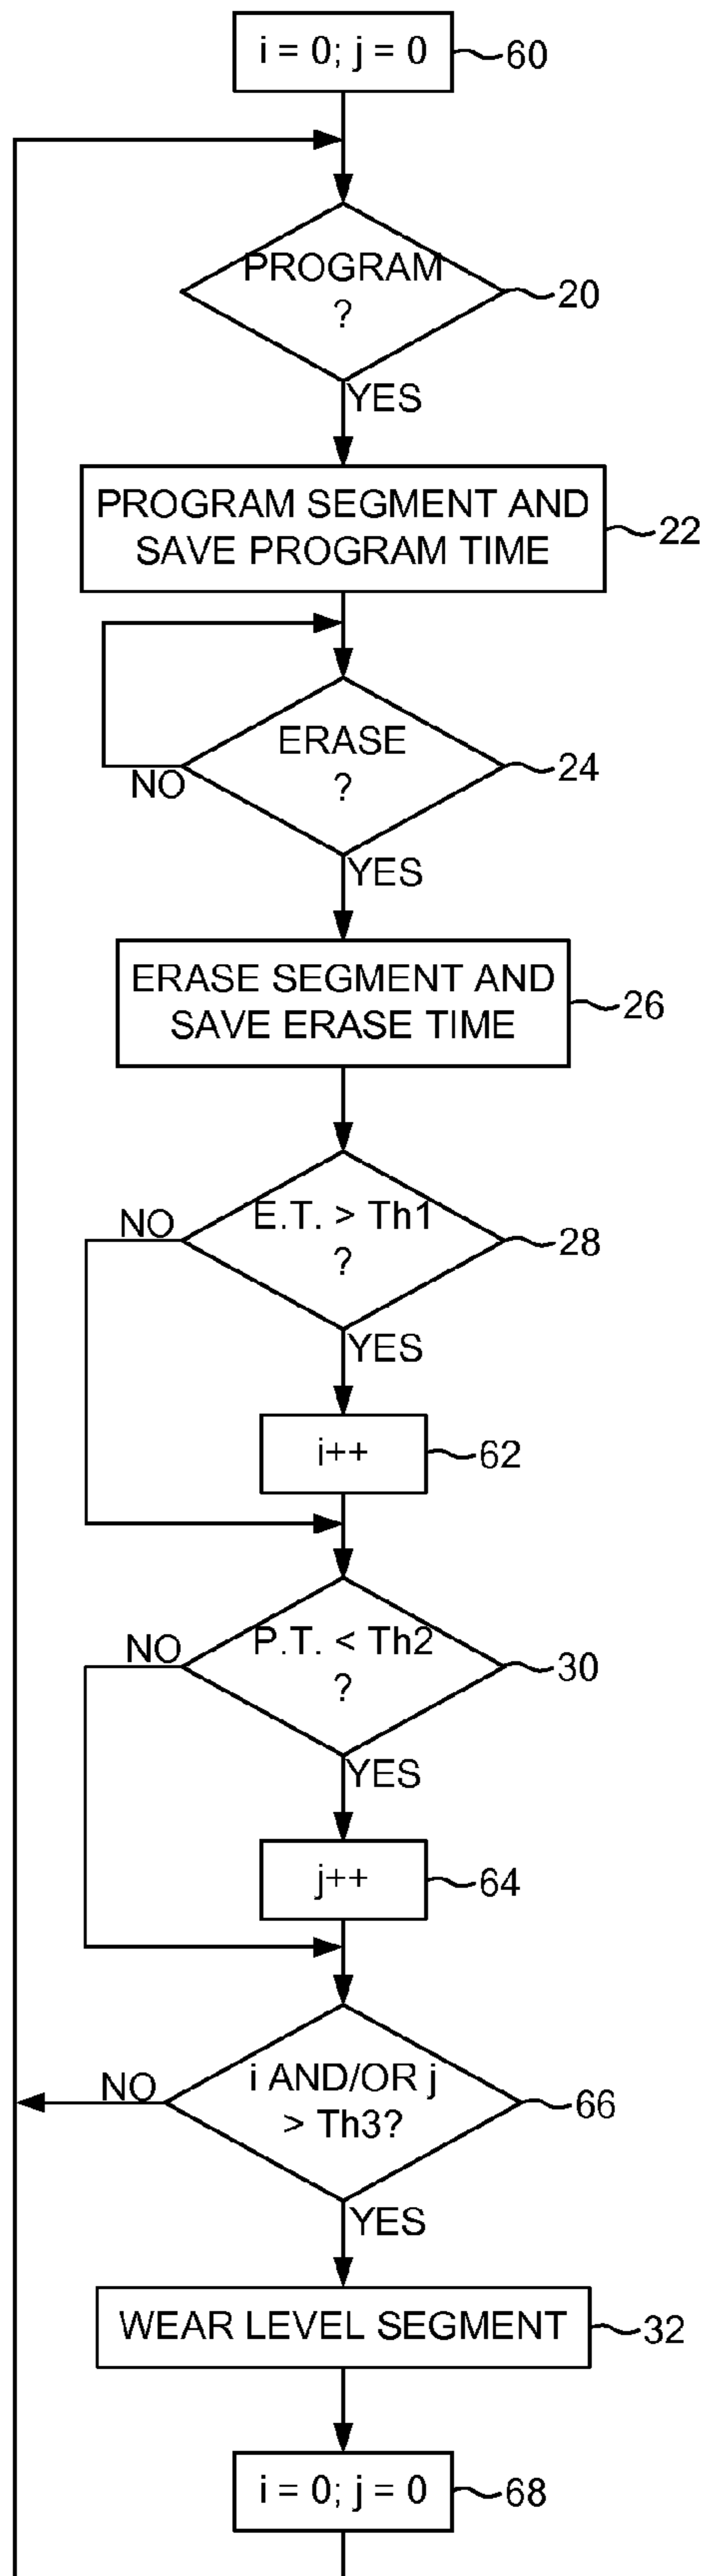 i = 0; j = 0
60
PROGRAM
?
20
YES
PROGRAM SEGMENT AND
SAVE PROGRAM TIME
22
ERASE
?
24
NO
YES
ERASE SEGMENT AND
SAVE ERASE TIME
26
NO
E.T. > Th1
?
28
YES
i++
62
NO
P.T. < Th2
?
30
YES
j++
64
NO
i AND/OR j
> Th3?
66
YES
WEAR LEVEL SEGMENT
32
i = 0; j = 0
68